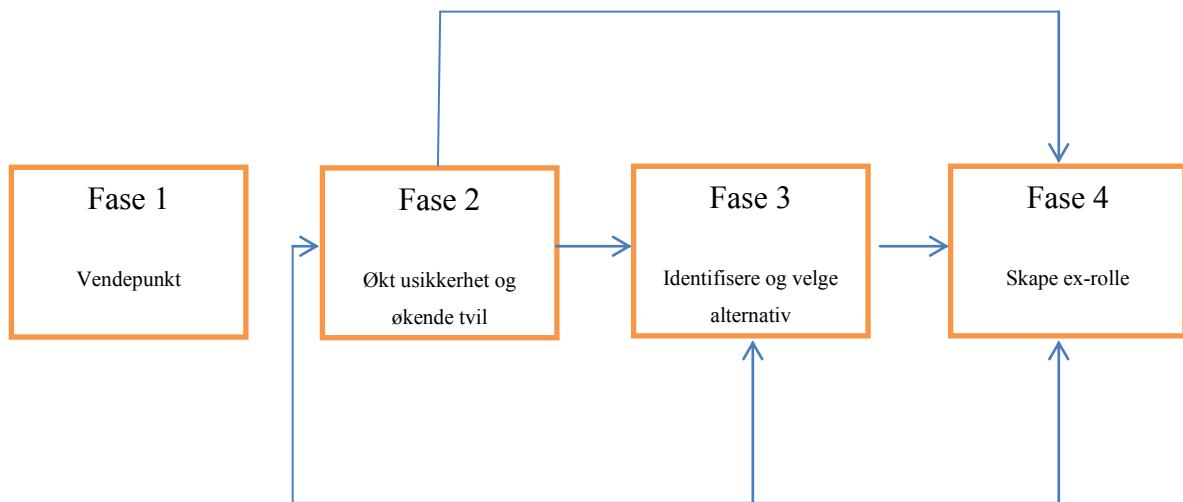 Fase 1
Vendepunkt
Fase 2
Økt usikkerhet og
økende tvil
Fase 3
Identifisere og velge
alternativ
Fase 4
Skape ex-rolle